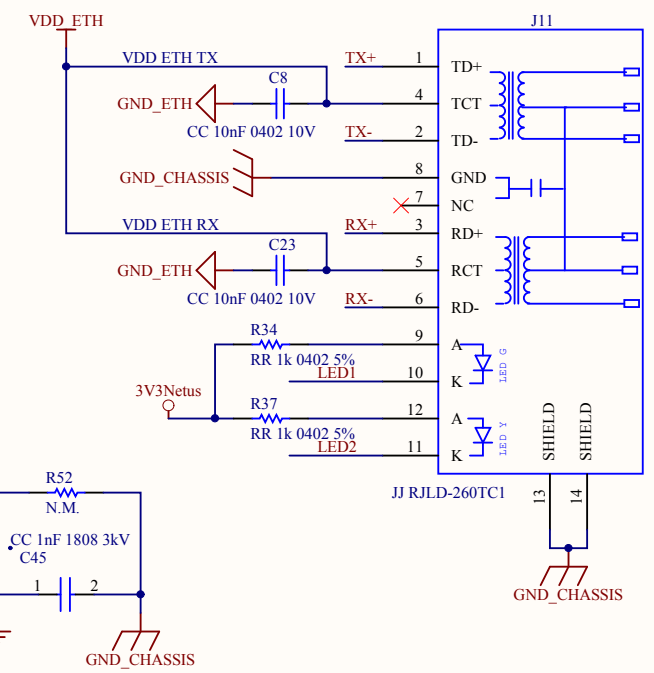 VDD_ETH
J11
VDD ETH TX
TX+
1
TD+
C8
GND_ETH
4
TCT
CC 10nF 0402 10V
TX-
2
TD-
GND_CHASSIS
8
GND
7
NC
VDD ETH RX
RX+
3
RD+
C23
GND_ETH
5
RCT
CC 10nF 0402 10V
RX-
6
RD-
R34
9
A
RR 1k 0402 5%
LED G
LED1
10
K
3V3Netus
R37
12
A
RR 1k 0402 5%
LED Y
LED2
11
K
SHIELD
SHIELD
R52
N.M.
JJ RJLD-260TC1
13
14
CC 1nF 1808 3kV
C45
1
2
GND_CHASSIS
GND_CHASSIS